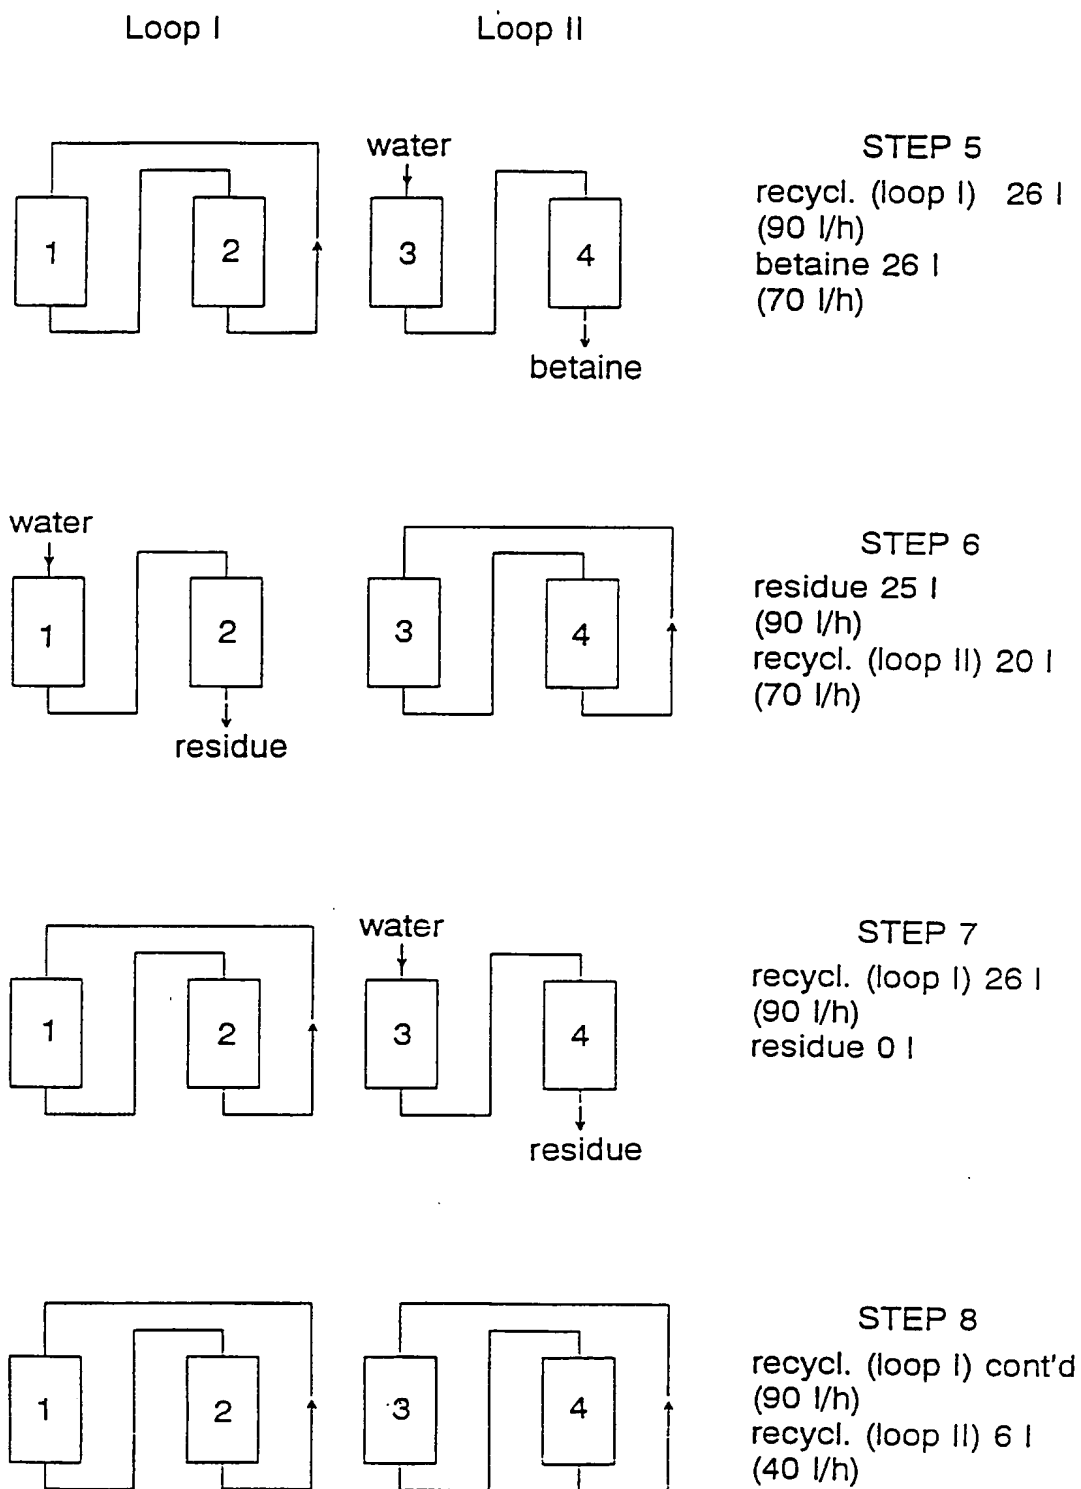 Loop I Loop II
water
STEP 5
recycl. (loop I) 26 l
(90 l/h)
betaine 26 l
(70 l/h)
1 2 3 4
betaine
water
STEP 6
residue 25 l
(90 l/h)
recycl. (loop II) 20 l
(70 l/h)
1 2 3 4
residue
water
STEP 7
recycl. (loop I) 26 l
(90 l/h)
residue 0 l
1 2 3 4
residue
STEP 8
recycl. (loop I) cont'd
(90 l/h)
recycl. (loop II) 6 l
(40 l/h)
1 2 3 4